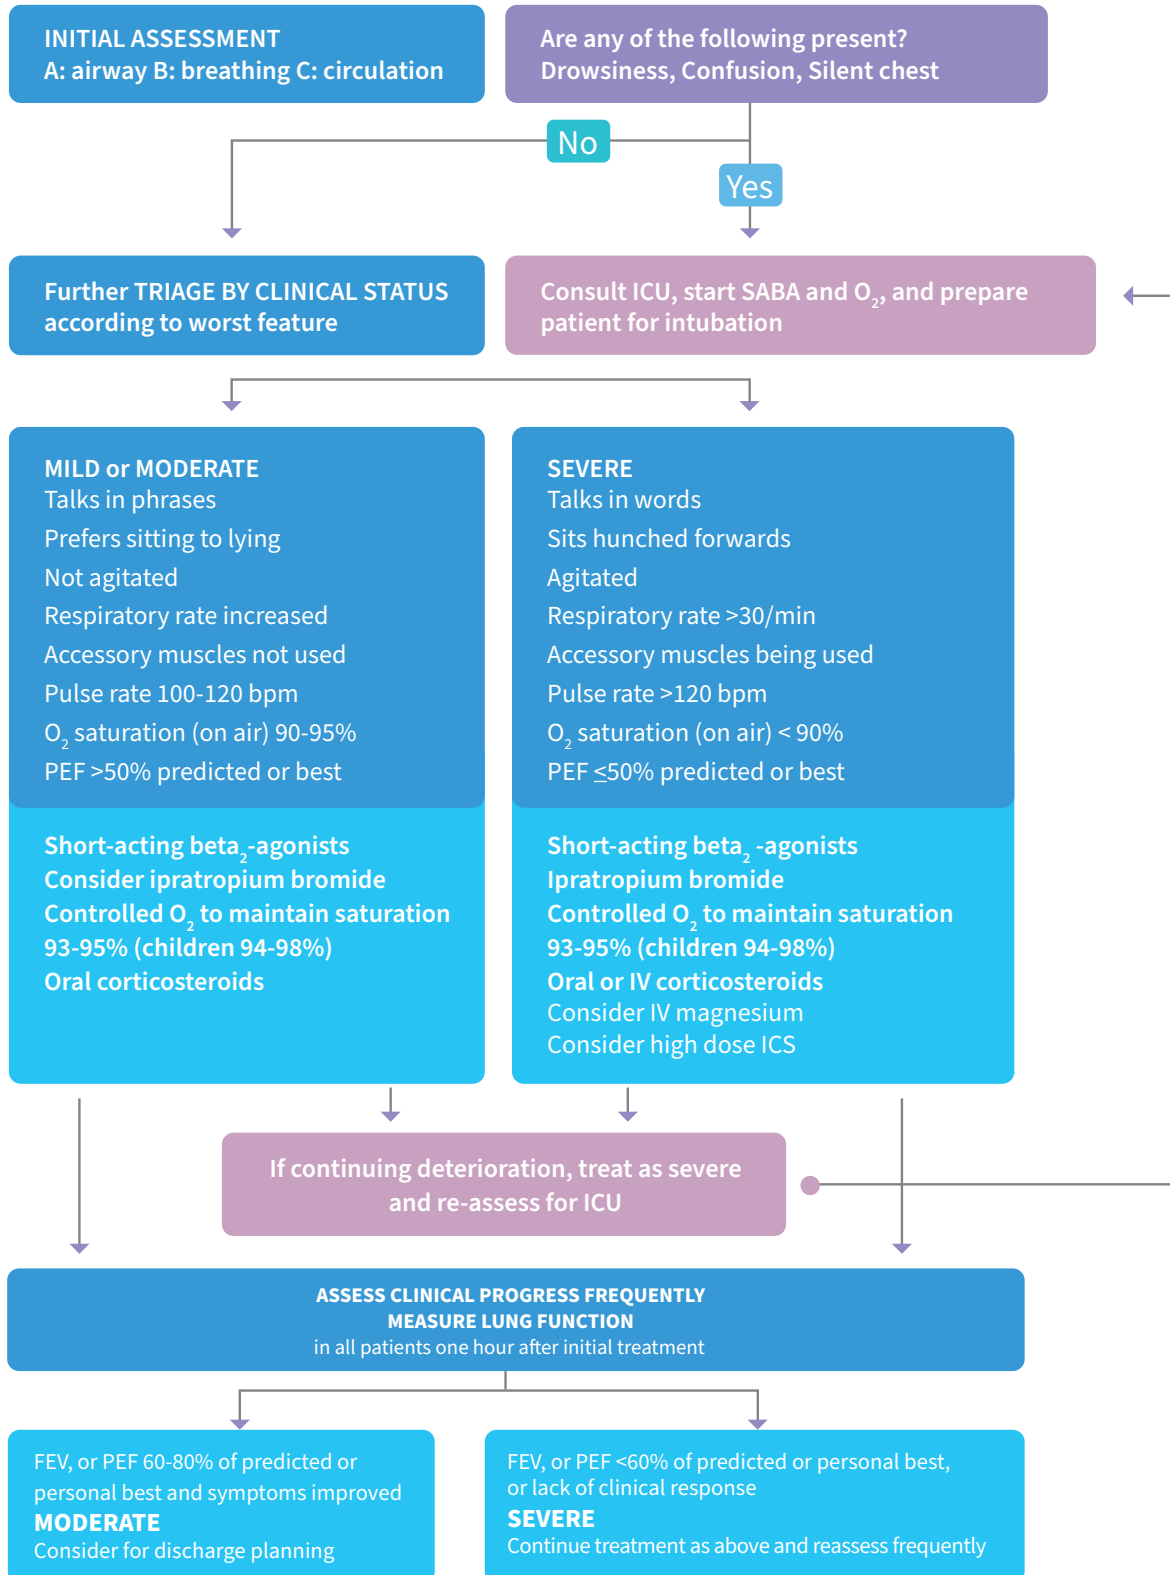 INITIAL ASSESSMENT
A: airway B: breathing C: circulation
Are any of the following present?
Drowsiness, Confusion, Silent chest
No
Yes
Further TRIAGE BY CLINICAL STATUS
according to worst feature
Consult ICU, start SABA and O₂, and prepare
patient for intubation
MILD or MODERATE
Talks in phrases
Prefers sitting to lying
Not agitated
Respiratory rate increased
Accessory muscles not used
Pulse rate 100-120 bpm
O₂ saturation (on air) 90-95%
PEF >50% predicted or best
SEVERE
Talks in words
Sits hunched forwards
Agitated
Respiratory rate >30/min
Accessory muscles being used
Pulse rate >120 bpm
O₂ saturation (on air) < 90%
PEF ≤50% predicted or best
Short-acting beta₂-agonists
Consider ipratropium bromide
Controlled O₂ to maintain saturation
93-95% (children 94-98%)
Oral corticosteroids
Short-acting beta₂ -agonists
Ipratropium bromide
Controlled O₂ to maintain saturation
93-95% (children 94-98%)
Oral or IV corticosteroids
Consider IV magnesium
Consider high dose ICS
If continuing deterioration, treat as severe
and re-assess for ICU
ASSESS CLINICAL PROGRESS FREQUENTLY
MEASURE LUNG FUNCTION
in all patients one hour after initial treatment
FEV, or PEF 60-80% of predicted or
personal best and symptoms improved
MODERATE
Consider for discharge planning
FEV, or PEF <60% of predicted or personal best,
or lack of clinical response
SEVERE
Continue treatment as above and reassess frequently